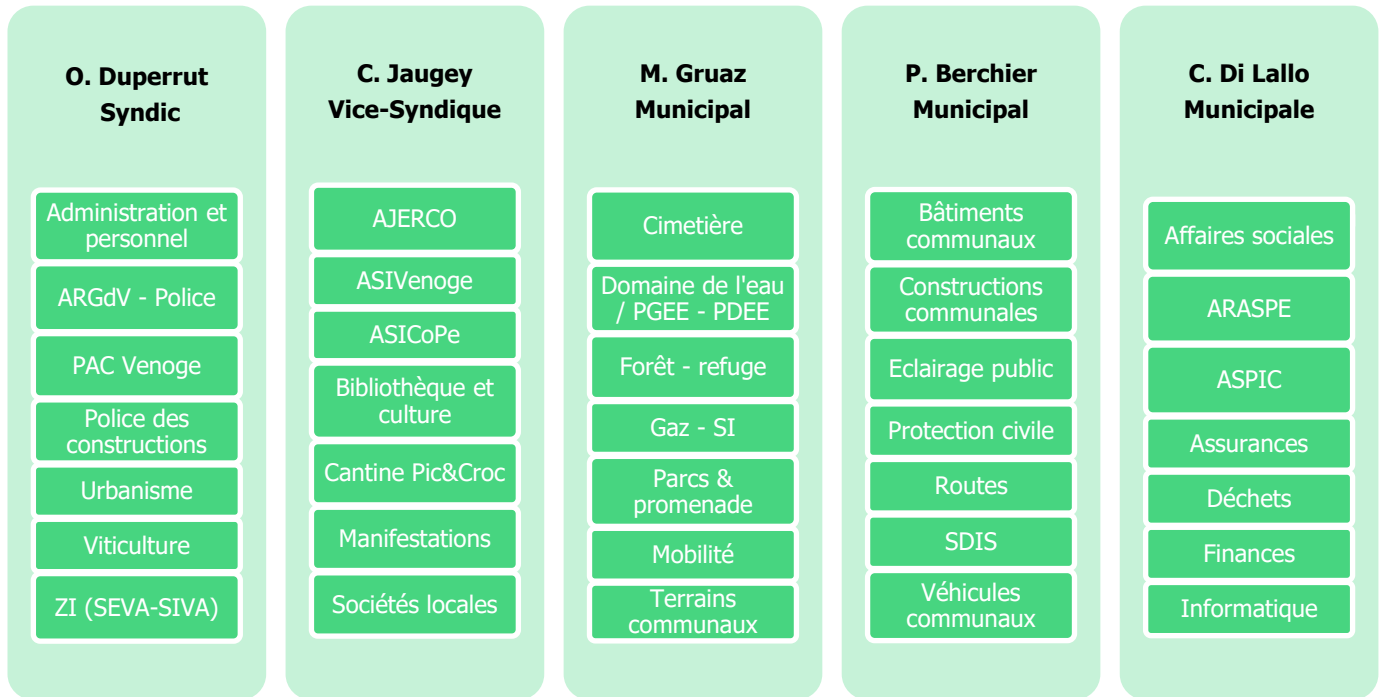 O. Duperrut
Syndic
Administration et
personnel
ARGdV - Police
PAC Venoge
Police des
constructions
Urbanisme
Viticulture
ZI (SEVA-SIVA)
C. Jaugey
Vice-Syndique
AJERCO
ASIVenoge
ASICoPe
Bibliothèque et
culture
Cantine Pic&Croc
Manifestations
Sociétés locales
M. Gruaz
Municipal
Cimetière
Domaine de l'eau
/ PGEE - PDEE
Forêt - refuge
Gaz - SI
Parcs &
promenade
Mobilité
Terrains
communaux
P. Berchier
Municipal
Bâtiments
communaux
Constructions
communales
Eclairage public
Protection civile
Routes
SDIS
Véhicules
communaux
C. Di Lallo
Municipale
Affaires sociales
ARASPE
ASPIC
Assurances
Déchets
Finances
Informatique